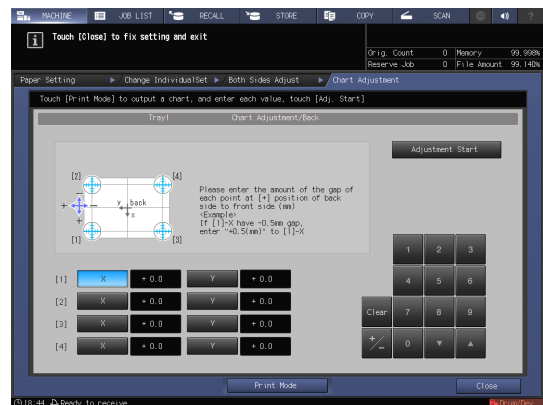 MACHINE JOB LIST RECALL STORE COPY SCAN ?
i Touch [Close] to fix setting and exit
Orig. Count 0 Memory 99.998%
Reserve Job 0 File Amount 99.140%
Paper Setting Change IndividualSet Both Sides Adjust Chart Adjustment
Touch [Print Mode] to output a chart, and enter each value, touch [Adj. Start]
Tray1 Chart Adjustment/Back
Adjustment Start
[2] [4]
Please enter the amount of the gap of
each point at [+] position of back
side to front side (mm)
<Example>
If [1]-X have -0.5mm gap,
enter "+0.5(mm)" to [1]-X
− + − +
y back
x
[1] [3]
1 2 3
4 5 6
Clear 7 8 9
+/− 0 ▼ ▲
[1] X + 0.0 Y + 0.0
[2] X + 0.0 Y + 0.0
[3] X + 0.0 Y + 0.0
[4] X + 0.0 Y + 0.0
Print Mode Close
18:44 Ready to receive Drum/Dev.